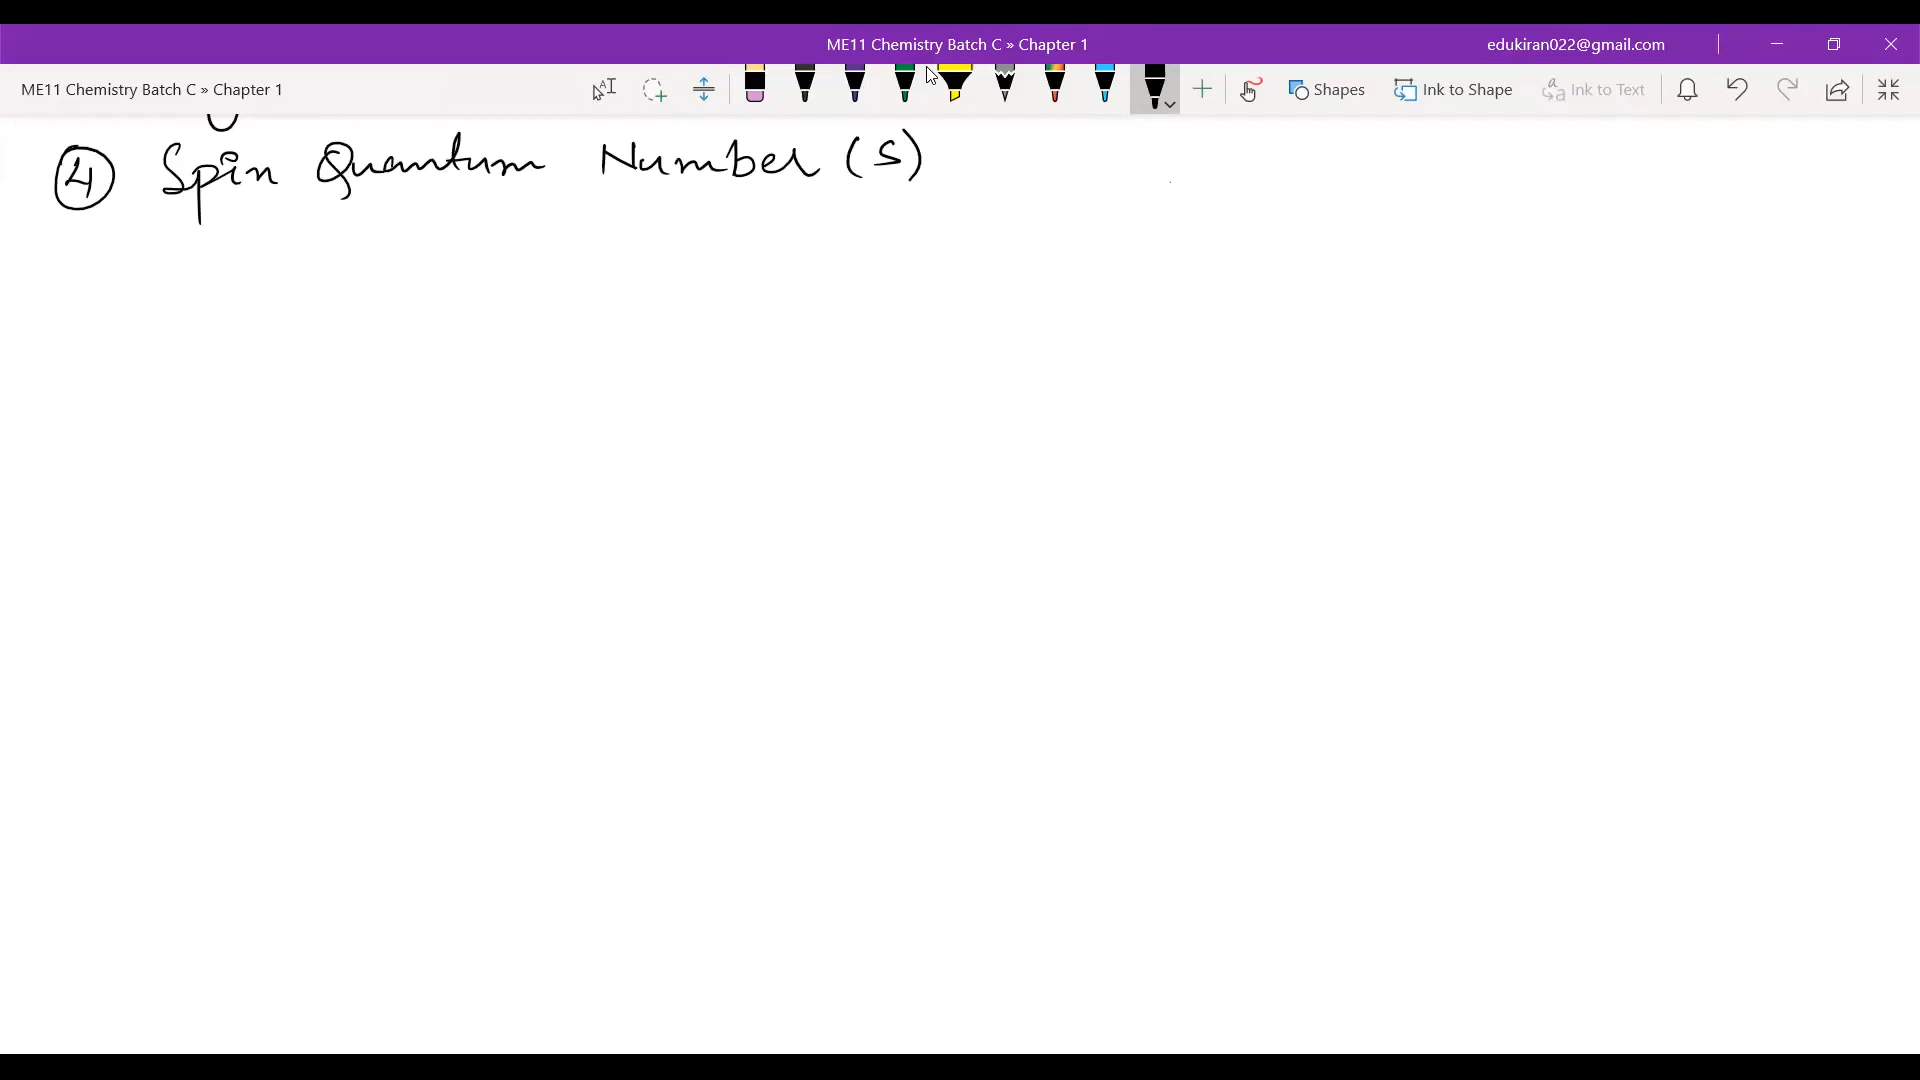 ME11 Chemistry Batch C » Chapter 1
edukiran022@gmail.com
ME11 Chemistry Batch C » Chapter 1
Shapes
Ink to Shape
Ink to Text
④ Spin Quantum Number (s)